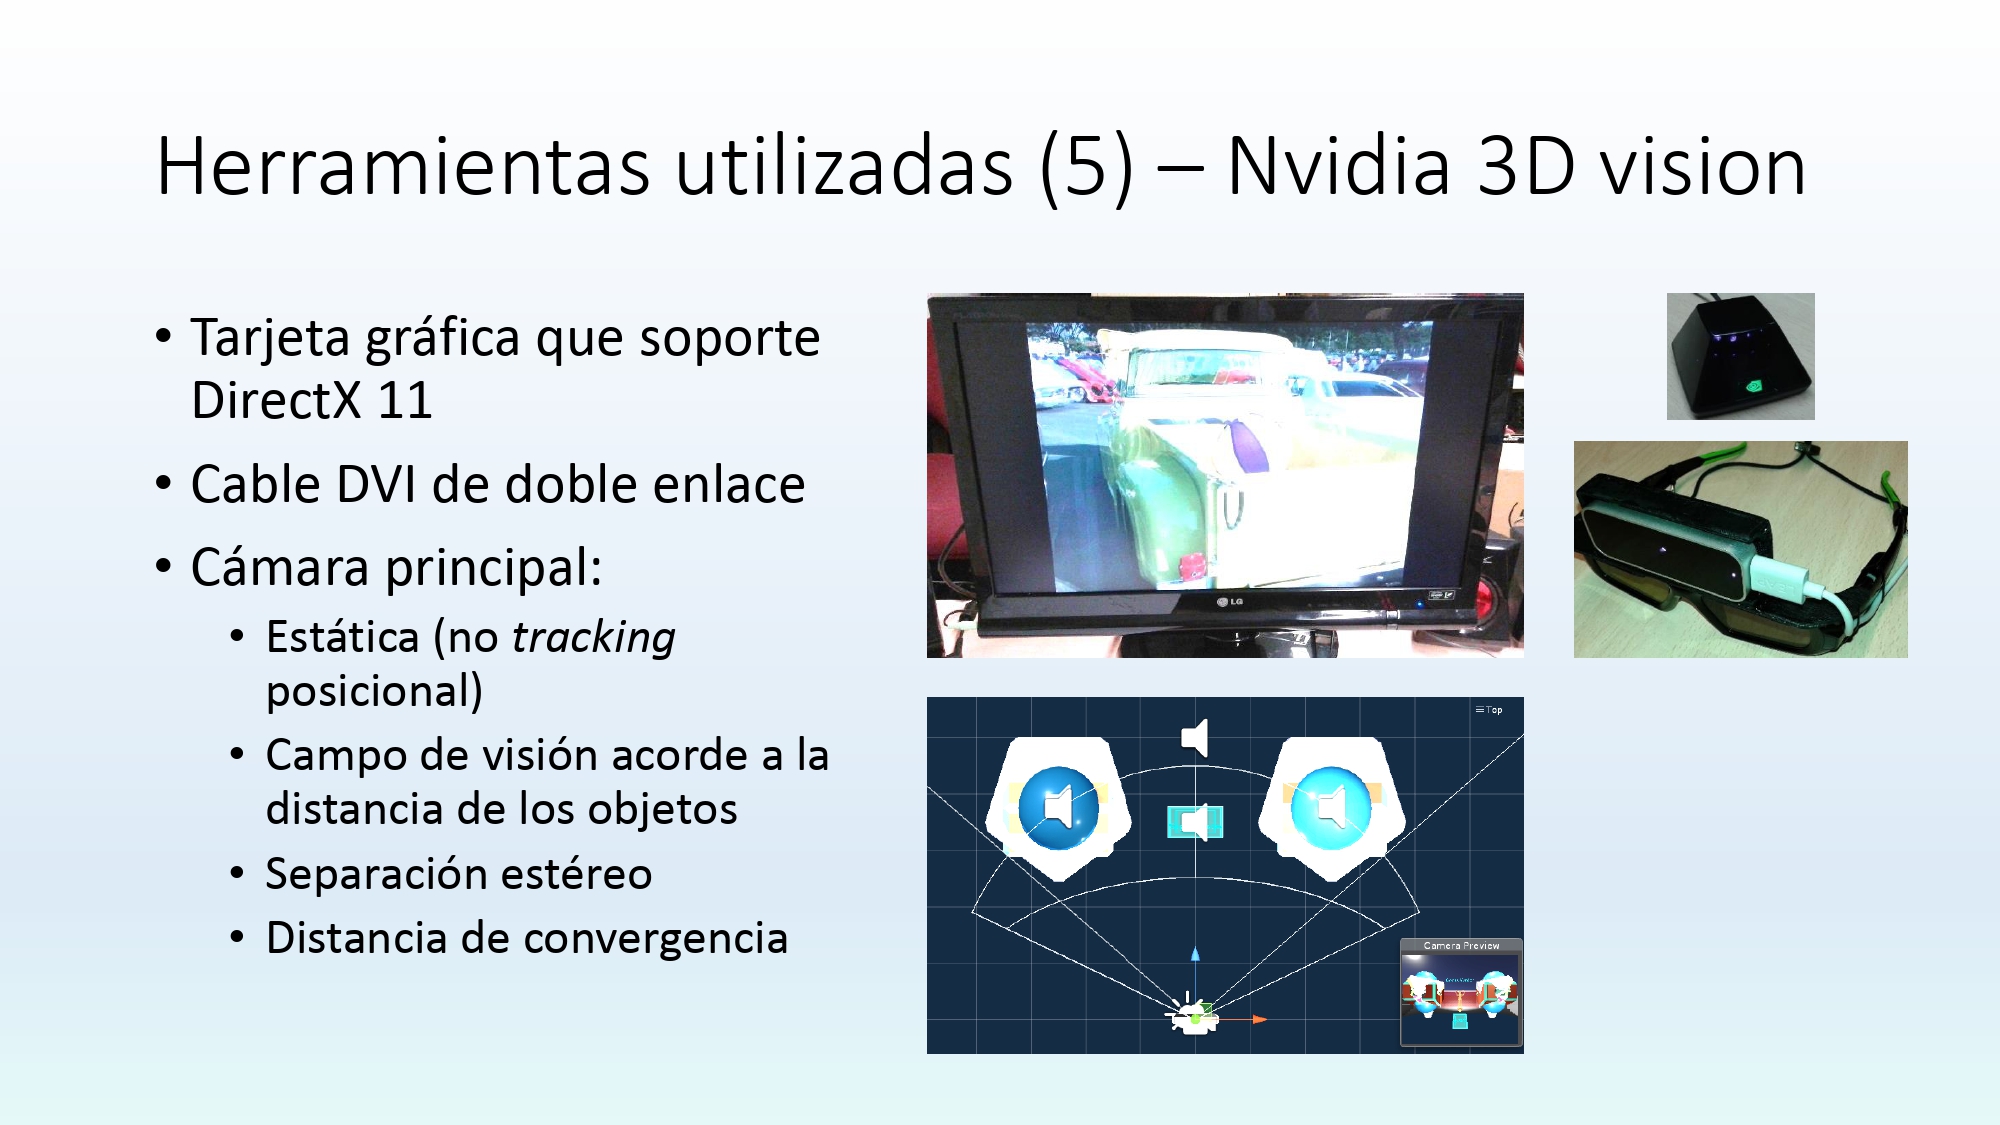 Herramientas utilizadas (5) – Nvidia 3D vision
• Tarjeta gráfica que soporte
DirectX 11
• Cable DVI de doble enlace
• Cámara principal:
• Estática (no tracking
posicional)
• Campo de visión acorde a la
distancia de los objetos
• Separación estéreo
• Distancia de convergencia
LG
Top
Camera Preview